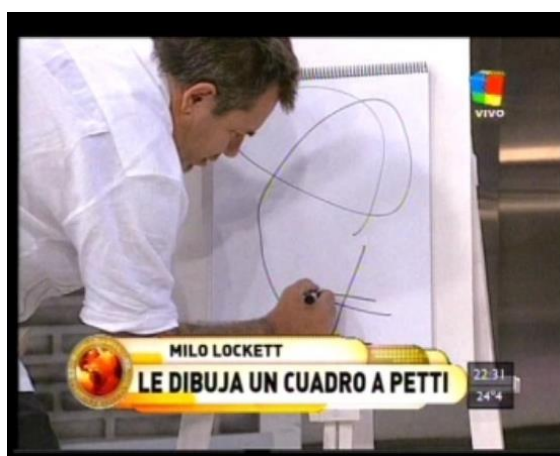 VIVO
MILO LOCKETT
LE DIBUJA UN CUADRO A PETTI
22:31
24°4